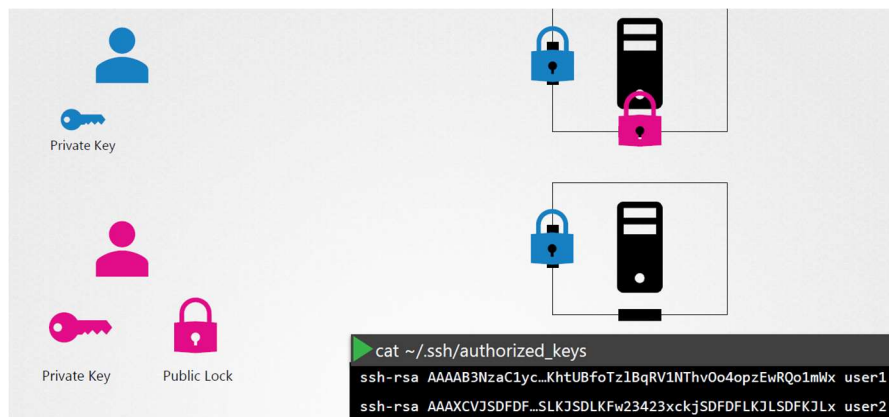 Private Key
Private Key
Public Lock
cat ~/.ssh/authorized_keys
ssh-rsa AAAAB3NzaC1yc…KhtUBfoTzlBqRV1NThvOo4opzEwRQo1mWx user1
ssh-rsa AAAXCVJSDFDF…SLKJSDLKFw23423xckjSDFDFLKJLSDFKJLx user2